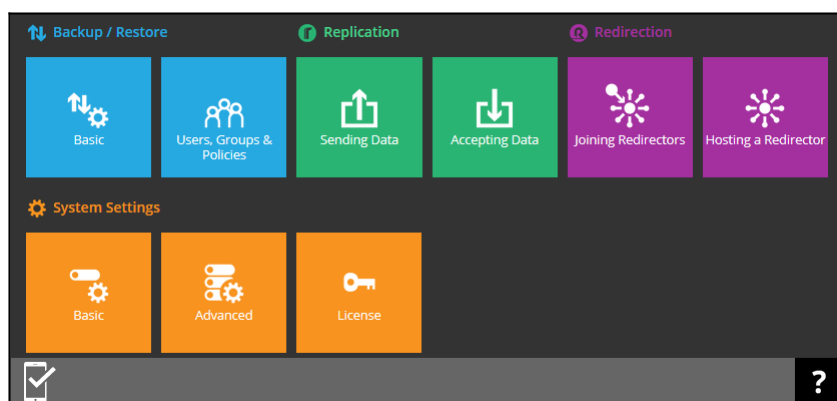 Backup / Restore
Replication
Redirection
Basic
Users, Groups &
Policies
Sending Data
Accepting Data
Joining Redirectors
Hosting a Redirector
System Settings
Basic
Advanced
License
?